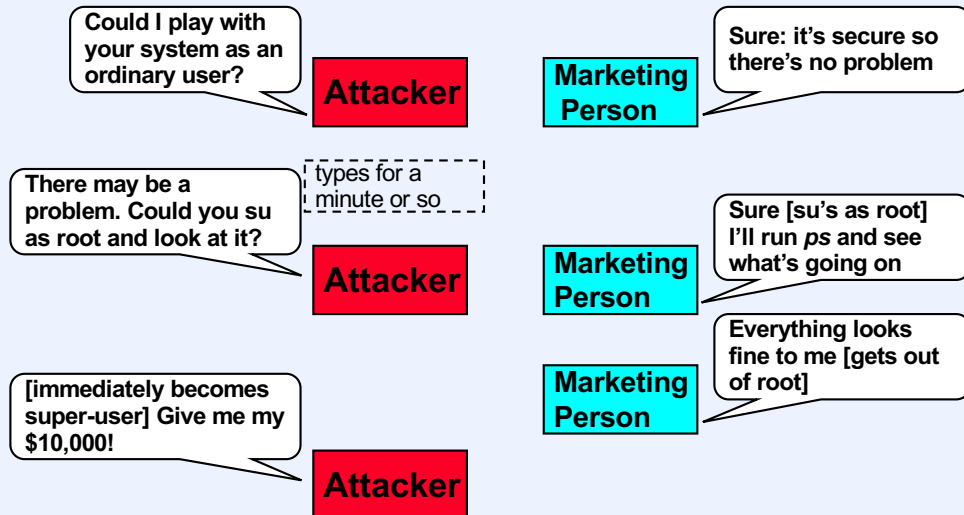 Could I play with
your system as an
ordinary user?
Attacker
Marketing
Person
Sure: it's secure so
there's no problem
types for a
minute or so
There may be a
problem. Could you su
as root and look at it?
Attacker
Marketing
Person
Sure [su's as root]
I'll run ps and see
what's going on
Marketing
Person
Everything looks
fine to me [gets out
of root]
[immediately becomes
super-user] Give me my
$10,000!
Attacker